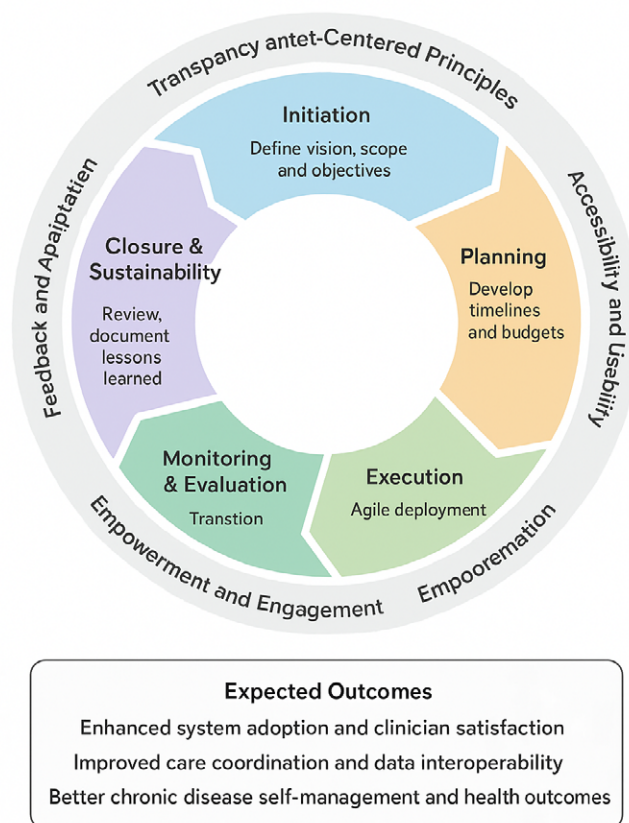 Transpancy antet-Centered Principles
Initiation
Define vision, scope
and objectives
Accessibility and Usebility
Planning
Develop
timelines
and budgets
Execution
Agile deployment
Empooremation
Monitoring
& Evaluation
Transtion
Empowerment and Engagement
Closure &
Sustainability
Review,
document
lessons
learned
Feedback and Apaiptation
Expected Outcomes
Enhanced system adoption and clinician satisfaction
Improved care coordination and data interoperability
Better chronic disease self-management and health outcomes